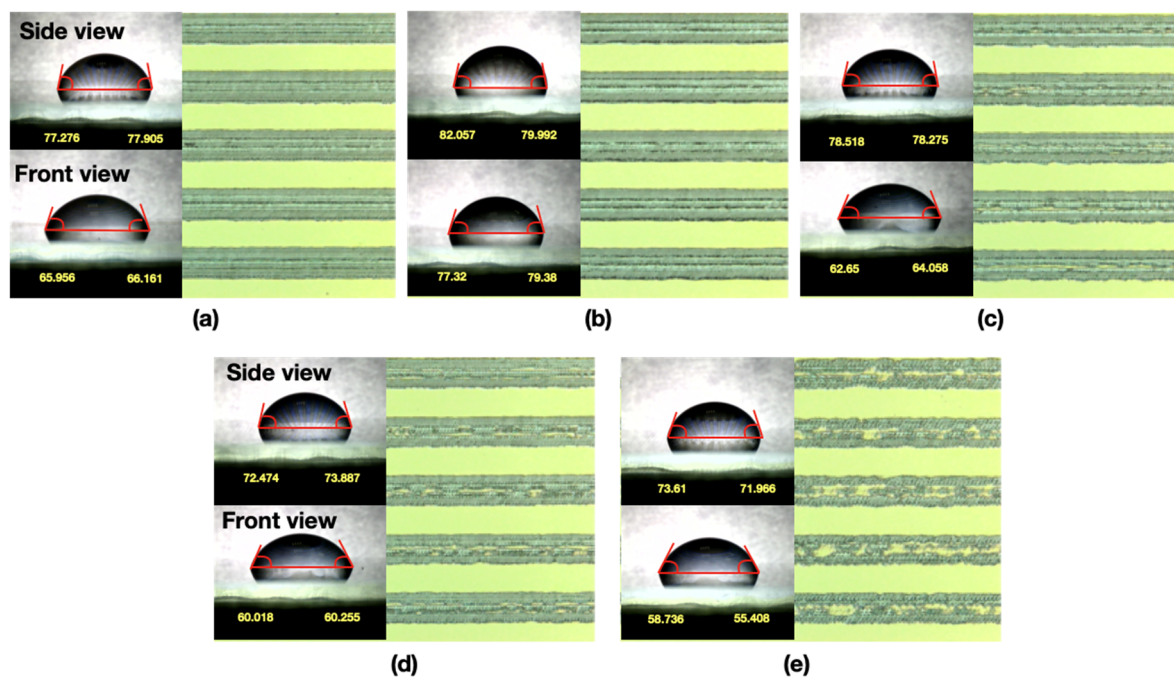 Side view
77.276 77.905
Front view
65.956 66.161
(a)
82.057 79.992
77.32 79.38
(b)
78.518 78.275
62.65 64.058
(c)
Side view
72.474 73.887
Front view
60.018 60.255
(d)
73.61 71.966
58.736 55.408
(e)